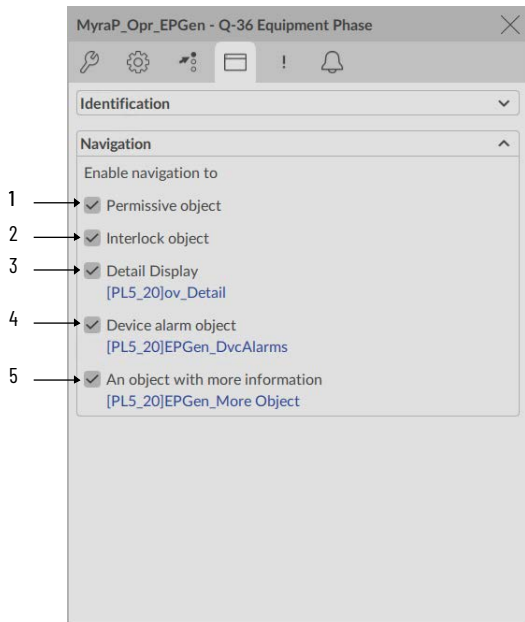 MyraP_Opr_EPGen - Q-36 Equipment Phase
!
Identification
Navigation
Enable navigation to
1 Permissive object
2 Interlock object
3 Detail Display
[PL5_20]ov_Detail
4 Device alarm object
[PL5_20]EPGen_DvcAlarms
5 An object with more information
[PL5_20]EPGen_More Object